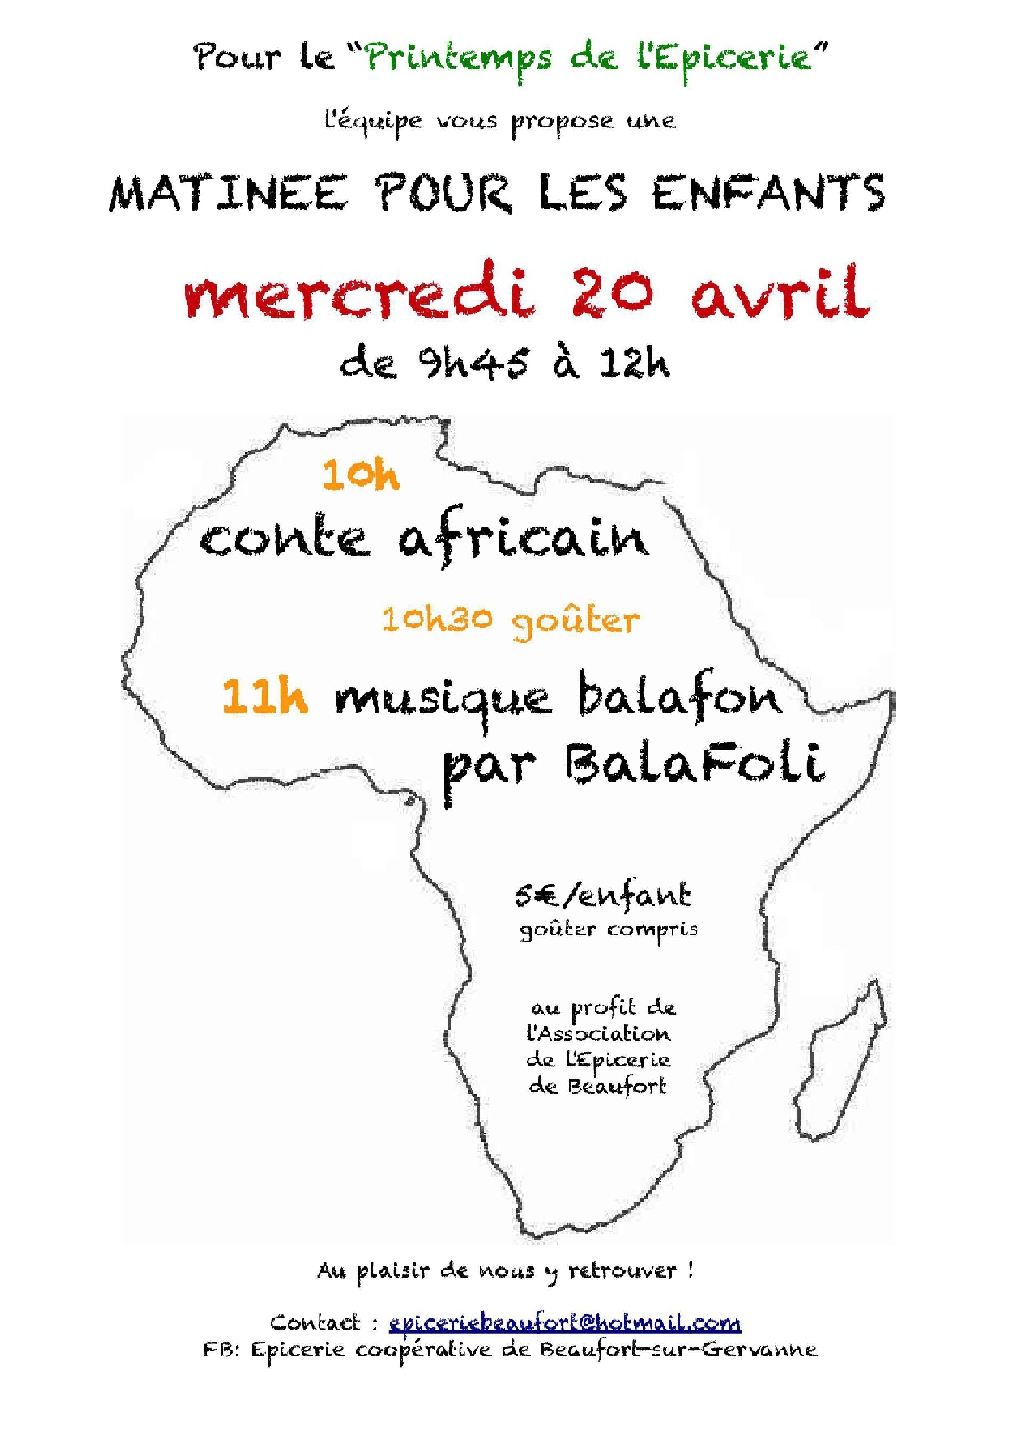 Pour le "Printemps de l'Epicerie"
L'équipe vous propose une
MATINEE POUR LES ENFANTS
mercredi 20 avril
de 9h45 à 12h
10h
conte africain
10h30 goûter
11h musique balafon
par BalaFoli
5€/enfant
goûter compris
au profit de
l'Association
de L'Epicerie
de Beaufort
Au plaisir de nous y retrouver !
Contact : epiceriebeaufort@hotmail.com
FB: Epicerie coopérative de Beaufort-sur-Gervanne